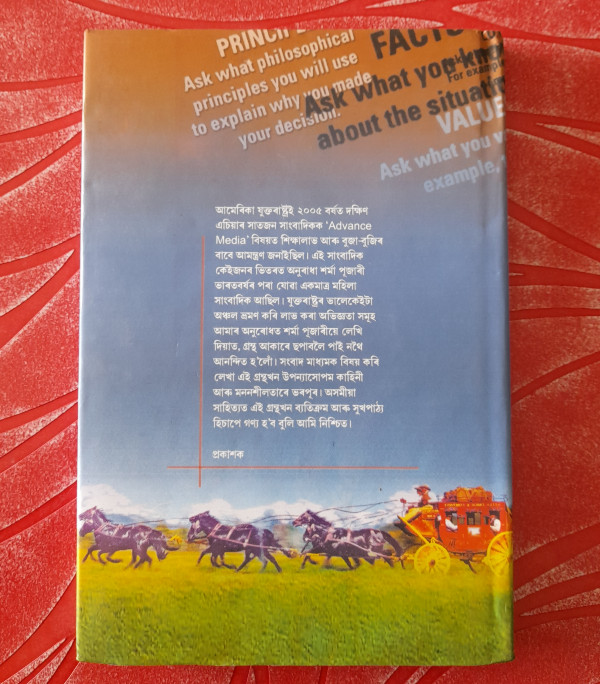 PRINCIPLE
Ask what philosophical
principles you will use
to explain why you made
your decision.
FACTS
Ask what you know
about the situation
For example
VALUE
Ask what you
example,
আমেৰিকা যুক্তৰাষ্ট্ৰই ২০০৫ বৰ্ষত দক্ষিণ
এচিয়াৰ সাতজন সাংবাদিকক ‘Advance
Media’ বিষয়ত শিক্ষালাভ আৰু বুজা-বুজিৰ
বাবে আমন্ত্ৰণ জনাইছিল। এই সাংবাদিক
কেইজনৰ ভিতৰত অনুৰাধা শৰ্মা পূজাৰী
ভাৰতবৰ্ষৰ পৰা যোৱা একমাত্ৰ মহিলা
সাংবাদিক আছিল। যুক্তৰাষ্ট্ৰৰ ভালেকেইটা
অঞ্চল ভ্ৰমণ কৰি লাভ কৰা অভিজ্ঞতা সমূহ
আমাৰ অনুৰোধত শৰ্মা পূজাৰীয়ে লেখি
দিয়াত, গ্ৰন্থ আকাৰে ছপাবলৈ পাই নথৈ
আনন্দিত হ’লোঁ। সংবাদ মাধ্যমক বিষয় কৰি
লেখা এই গ্ৰন্থখন উপন্যাসোপম কাহিনী
আৰু মননশীলতাৰে ভৰপূৰ। অসমীয়া
সাহিত্যত এই গ্ৰন্থখন ব্যতিক্ৰম আৰু সুখপাঠ্য
হিচাপে গণ্য হ’ব বুলি আমি নিশ্চিত।
প্ৰকাশক